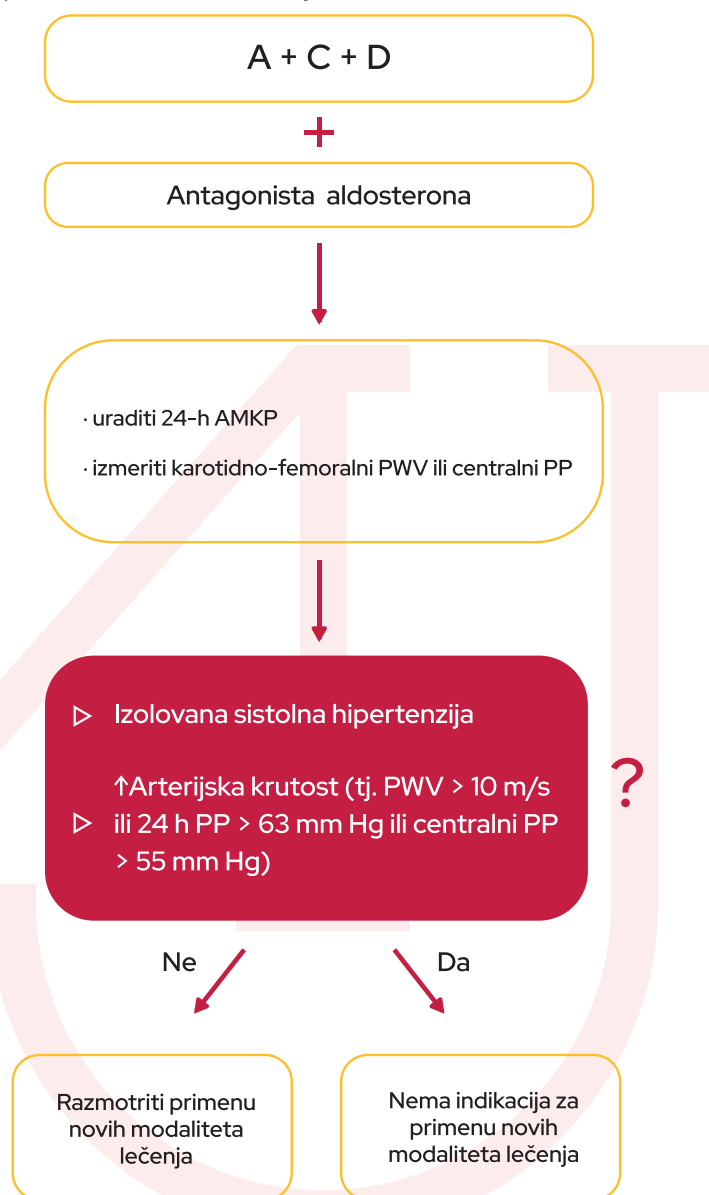 A + C + D
+
Antagonista aldosterona
· uraditi 24-h AMKP
· izmeriti karotidno-femoralni PWV ili centralni PP
Izolovana sistolna hipertenzija
↑Arterijska krutost (tj. PWV > 10 m/s
ili 24 h PP > 63 mm Hg ili centralni PP
> 55 mm Hg)
?
Ne
Da
Razmotriti primenu
novih modaliteta
lečenja
Nema indikacija za
primenu novih
modaliteta lečenja